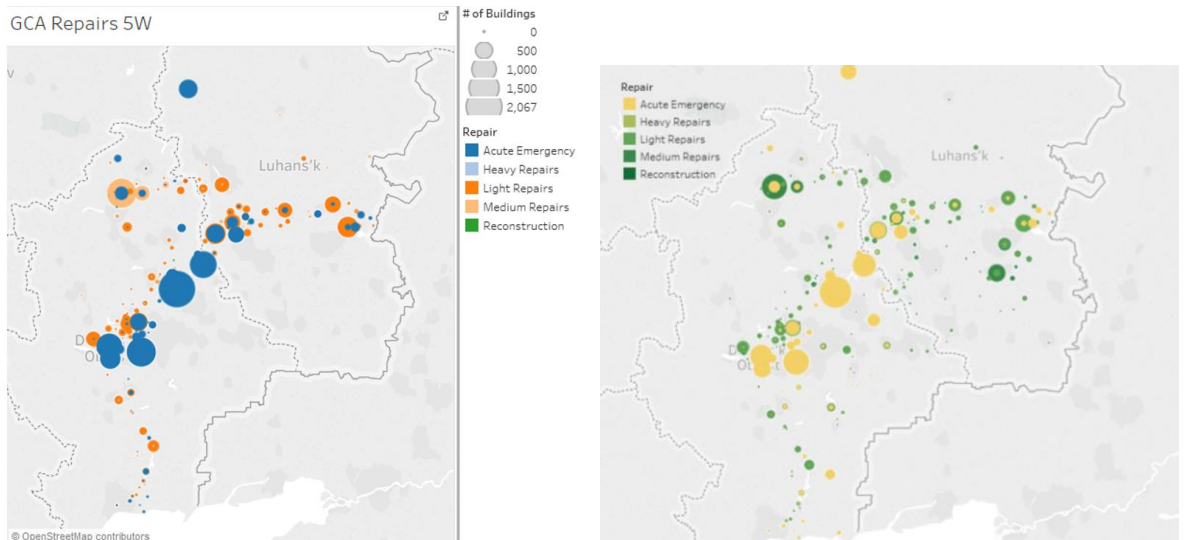 GCA Repairs 5W
# of Buildings
0
500
1,000
1,500
2,067
Repair
Acute Emergency
Heavy Repairs
Light Repairs
Medium Repairs
Reconstruction
Luhans'k
© OpenStreetMap contributors
Repair
Acute Emergency
Heavy Repairs
Light Repairs
Medium Repairs
Reconstruction
Luhans'k